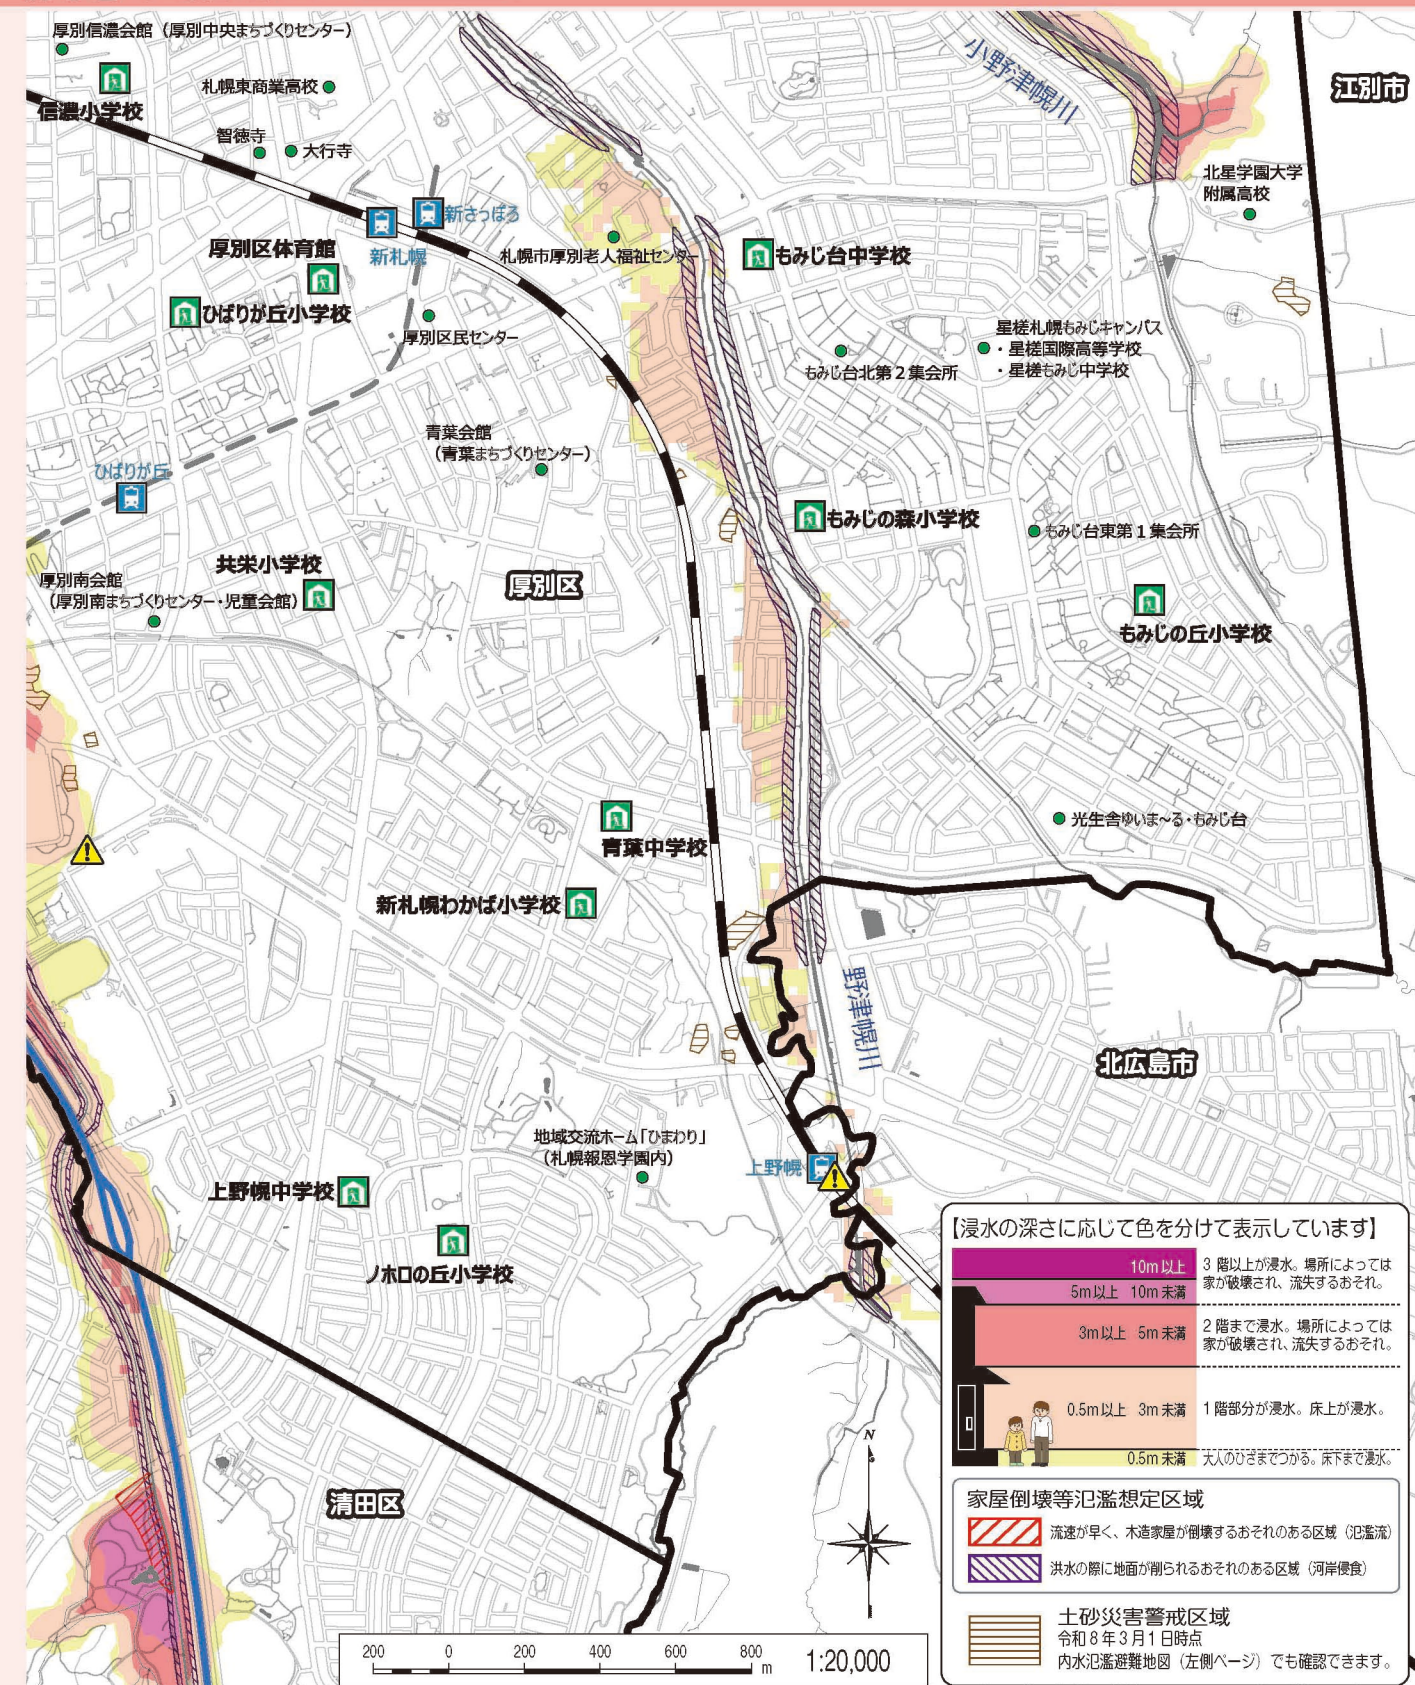 厚別信濃会館（厚別中央まちづくりセンター）
信濃小学校
札幌東商業高校
智徳寺
大行寺
小野津幌川
江別市
北星学園大学
附属高校
新さっぽろ
新札幌
厚別区体育館
ひばりが丘小学校
厚別区民センター
札幌市厚別老人福祉センター
もみじ台中学校
もみじ台北第２集会所
星槎札幌もみじキャンパス
・星槎国際高等学校
・星槎もみじ中学校
青葉会館
（青葉まちづくりセンター）
ひばりが丘
もみじの森小学校
もみじ台東第１集会所
共栄小学校
厚別南会館
（厚別南まちづくりセンター・児童会館）
厚別区
もみじの丘小学校
青葉中学校
光生舎ゆいま～る・もみじ台
新札幌わかば小学校
野津幌川
北広島市
地域交流ホーム「ひまわり」
（札幌報恩学園内）
上野幌
上野幌中学校
ノホロの丘小学校
清田区
N
200 0 200 400 600 800 m
1:20,000
【浸水の深さに応じて色を分けて表示しています】
10m以上
3 階以上が浸水。場所によっては
家が破壊され、流失するおそれ。
5m以上 10m未満
3m以上 5m未満
2 階まで浸水。場所によっては
家が破壊され、流失するおそれ。
0.5m以上 3m未満
1 階部分が浸水。床上が浸水。
0.5m未満
大人のひざまでつかる。床下まで浸水。
家屋倒壊等氾濫想定区域
流速が早く、木造家屋が倒壊するおそれのある区域（氾濫流）
洪水の際に地面が削られるおそれのある区域（河岸侵食）
土砂災害警戒区域
令和８年３月１日時点
内水氾濫避難地図（左側ページ）でも確認できます。